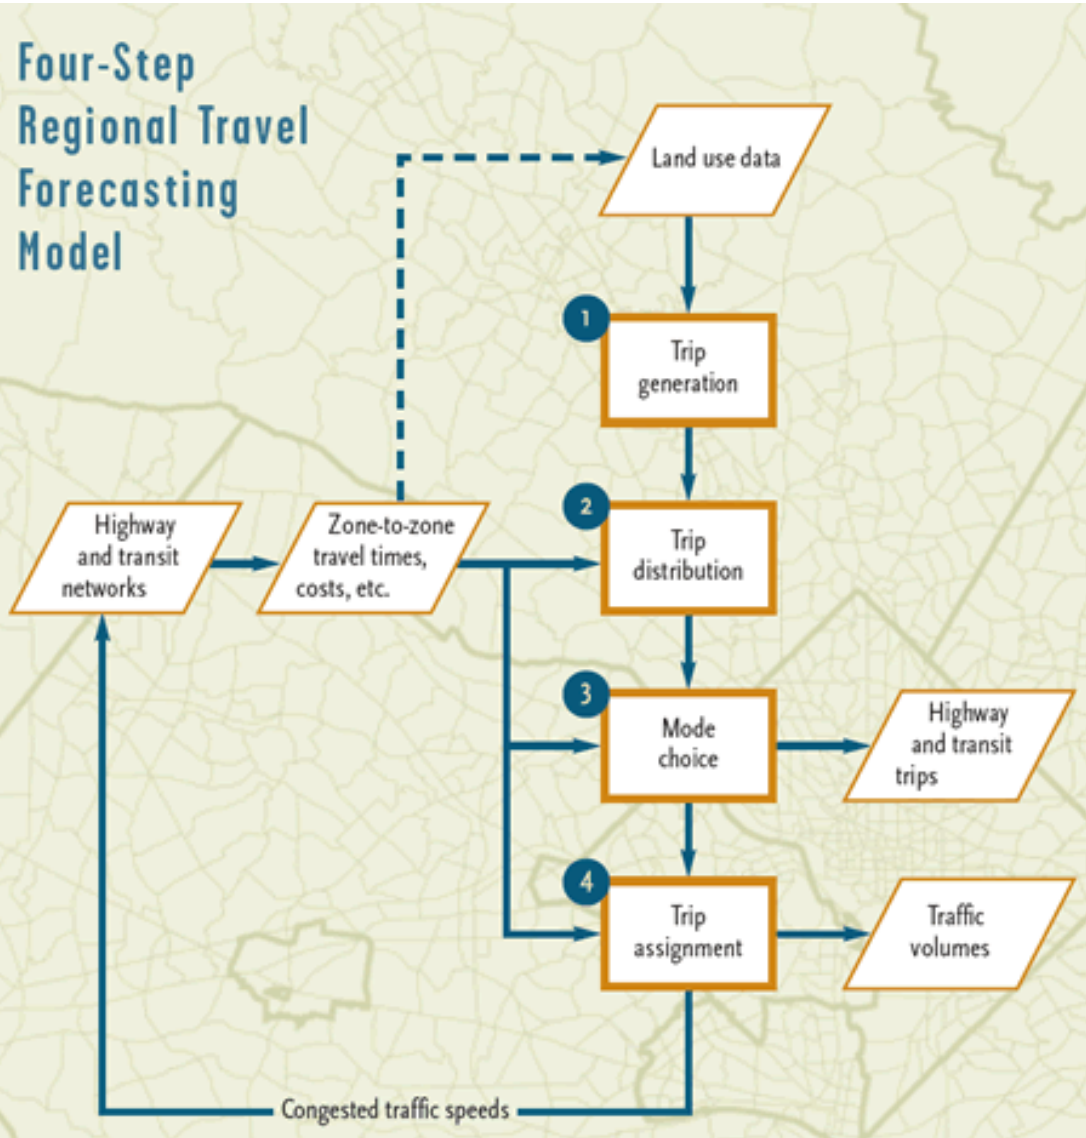 Four-Step
Regional Travel
Forecasting
Model
Land use data
1
Trip
generation
2
Trip
distribution
Highway
and transit
networks
Zone-to-zone
travel times,
costs, etc.
3
Mode
choice
Highway
and transit
trips
4
Trip
assignment
Traffic
volumes
Congested traffic speeds